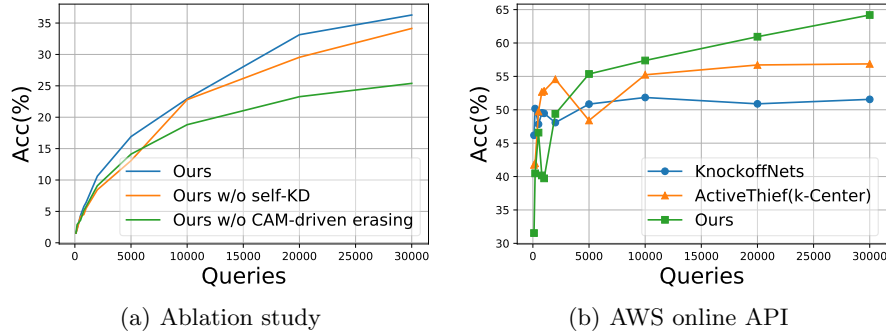 Acc(%)
35
30
25
20
15
10
5
0
Ours
Ours w/o self-KD
Ours w/o CAM-driven erasing
0 5000 10000 15000 20000 25000 30000
Queries
(a) Ablation study
Acc(%)
65
60
55
50
45
40
35
30
KnockoffNets
ActiveThief(k-Center)
Ours
0 5000 10000 15000 20000 25000 30000
Queries
(b) AWS online API